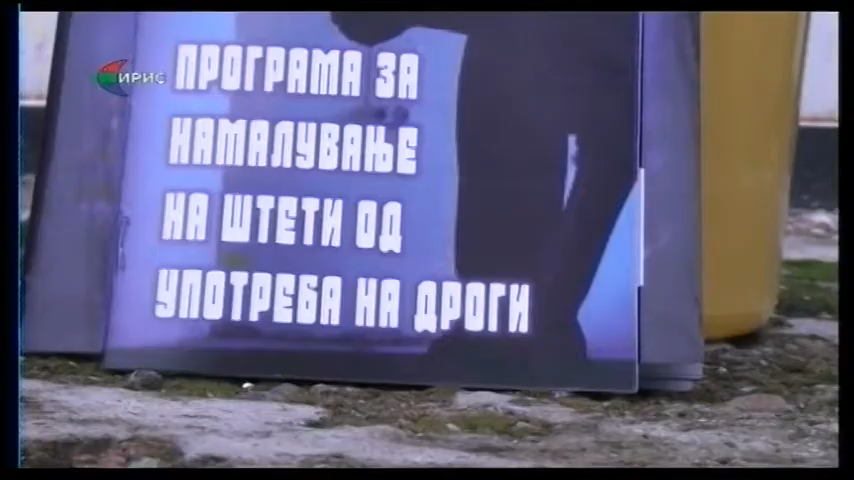 ИРИС
ПРОГРАМА ЗА
НАМАЛУВАЊЕ
НА ШТЕТИ ОД
УПОТРЕБА НА ДРОГИ